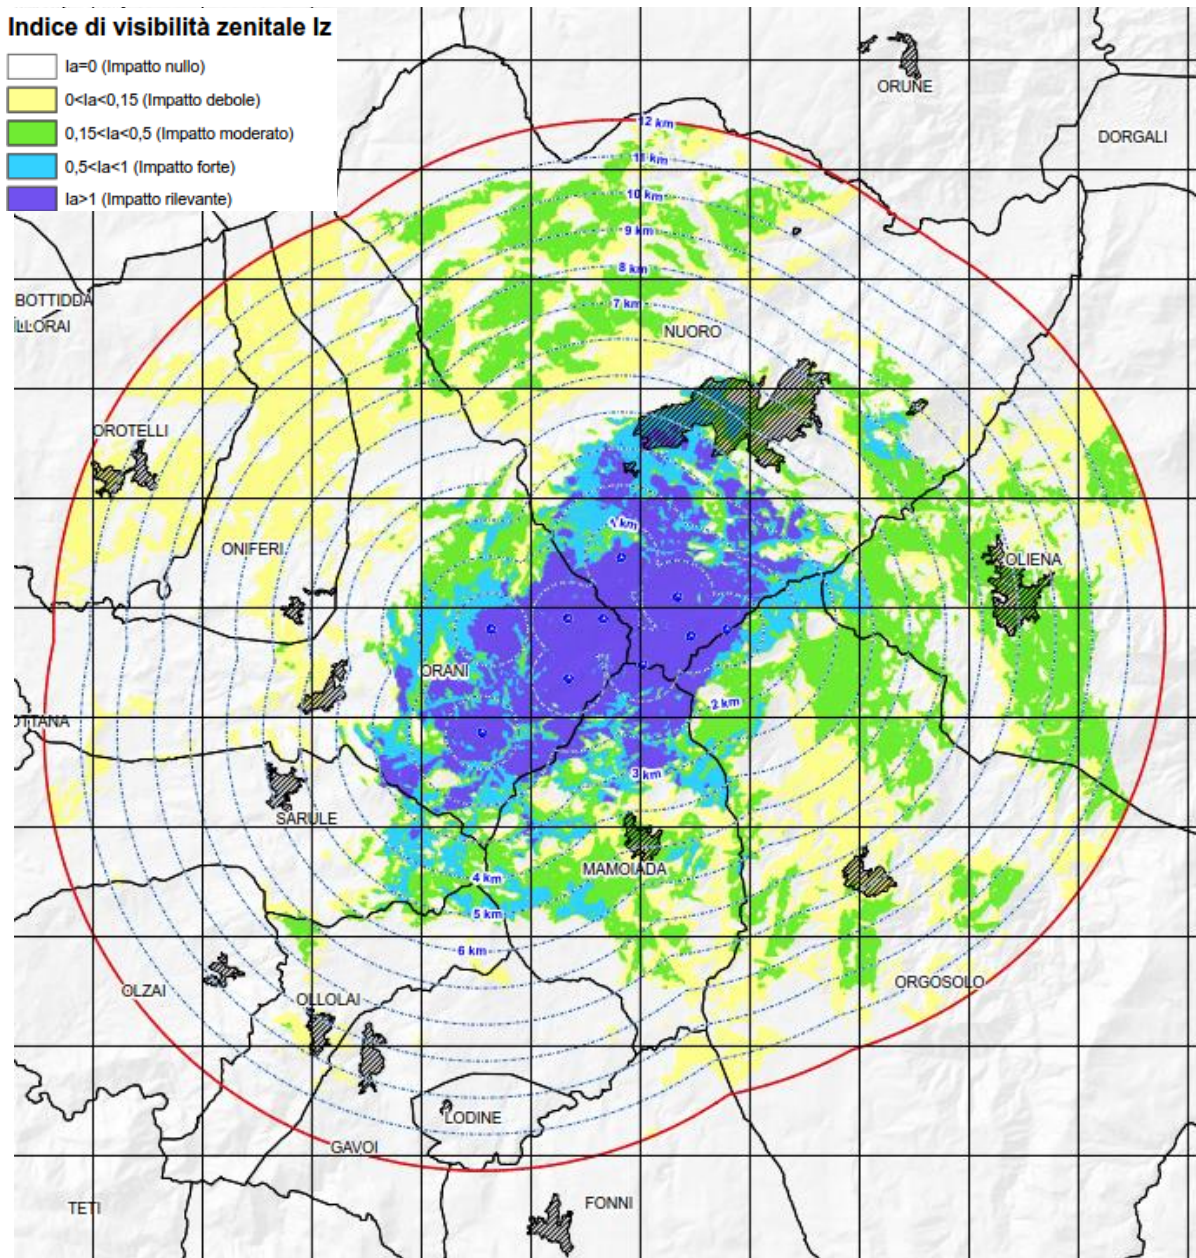 Indice di visibilità zenitale Iz
Ia=0 (Impatto nullo)
0<Ia<0,15 (Impatto debole)
0,15<Ia<0,5 (Impatto moderato)
0,5<Ia<1 (Impatto forte)
Ia>1 (Impatto rilevante)
ORUNE
12 km
DORGALI
11 km
10 km
9 km
8 km
BOTTIDDA
7 km
ILLORAI
NUORO
OROTELLI
1 km
ONIFERI
OLIENA
ORANI
2 km
OTTANA
3 km
SARULE
MAMOIADA
4 km
5 km
6 km
ORGOSOLO
OLZAI
OLLOLAI
LODINE
GAVOI
FONNI
TETI